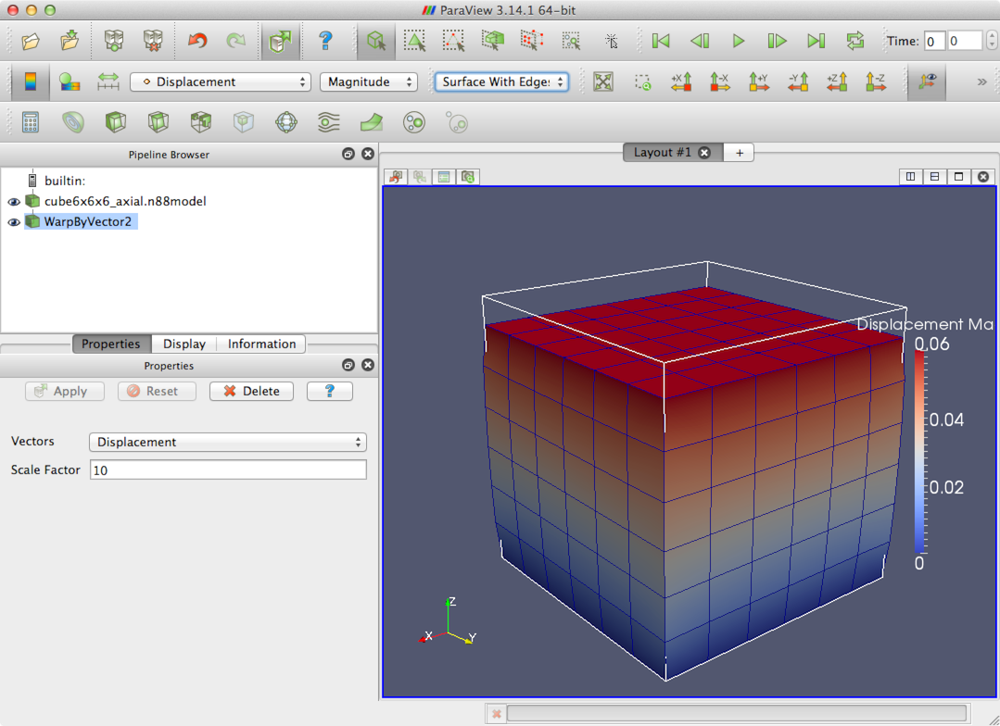 ParaView 3.14.1 64-bit
Time: 0 0
Displacement Magnitude Surface With Edges
+X -X +Y -Y +Z -Z
Pipeline Browser
Layout #1 +
builtin:
cube6x6x6_axial.n88model
WarpByVector2
Properties Display Information
Properties
Apply Reset Delete ?
Vectors Displacement
Scale Factor 10
Displacement Ma
0.06
0.04
0.02
0
Z
X
Y